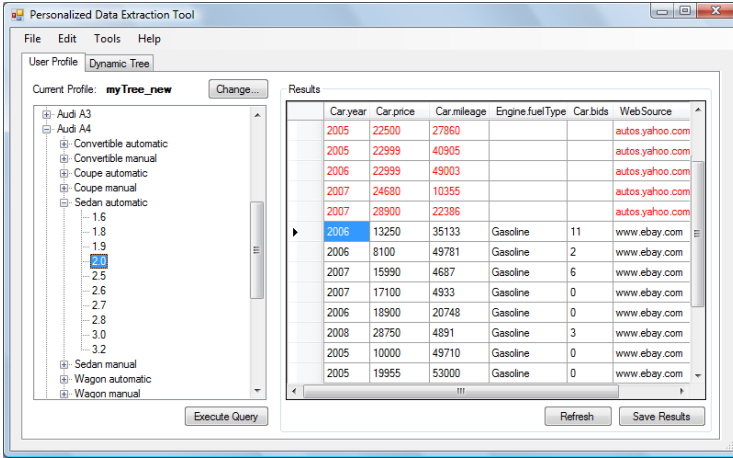 Personalized Data Extraction Tool
File Edit Tools Help
User Profile Dynamic Tree
Current Profile: myTree_new Change...
Audi A3
Audi A4
Convertible automatic
Convertible manual
Coupe automatic
Coupe manual
Sedan automatic
1.6
1.8
1.9
2.0
2.5
2.6
2.7
2.8
3.0
3.2
Sedan manual
Wagon automatic
Wagon manual
Execute Query
Results
Car.year Car.price Car.mileage Engine.fuelType Car.bids WebSource
2005 22500 27860 autos.yahoo.com
2005 22999 40905 autos.yahoo.com
2006 22999 49003 autos.yahoo.com
2007 24680 10355 autos.yahoo.com
2007 28900 22386 autos.yahoo.com
2006 13250 35133 Gasoline 11 www.ebay.com
2006 8100 49781 Gasoline 2 www.ebay.com
2007 15990 4687 Gasoline 6 www.ebay.com
2007 17100 4933 Gasoline 0 www.ebay.com
2006 18900 20748 Gasoline 0 www.ebay.com
2008 28750 4891 Gasoline 3 www.ebay.com
2005 10000 49710 Gasoline 0 www.ebay.com
2005 19955 53000 Gasoline 0 www.ebay.com
Refresh Save Results